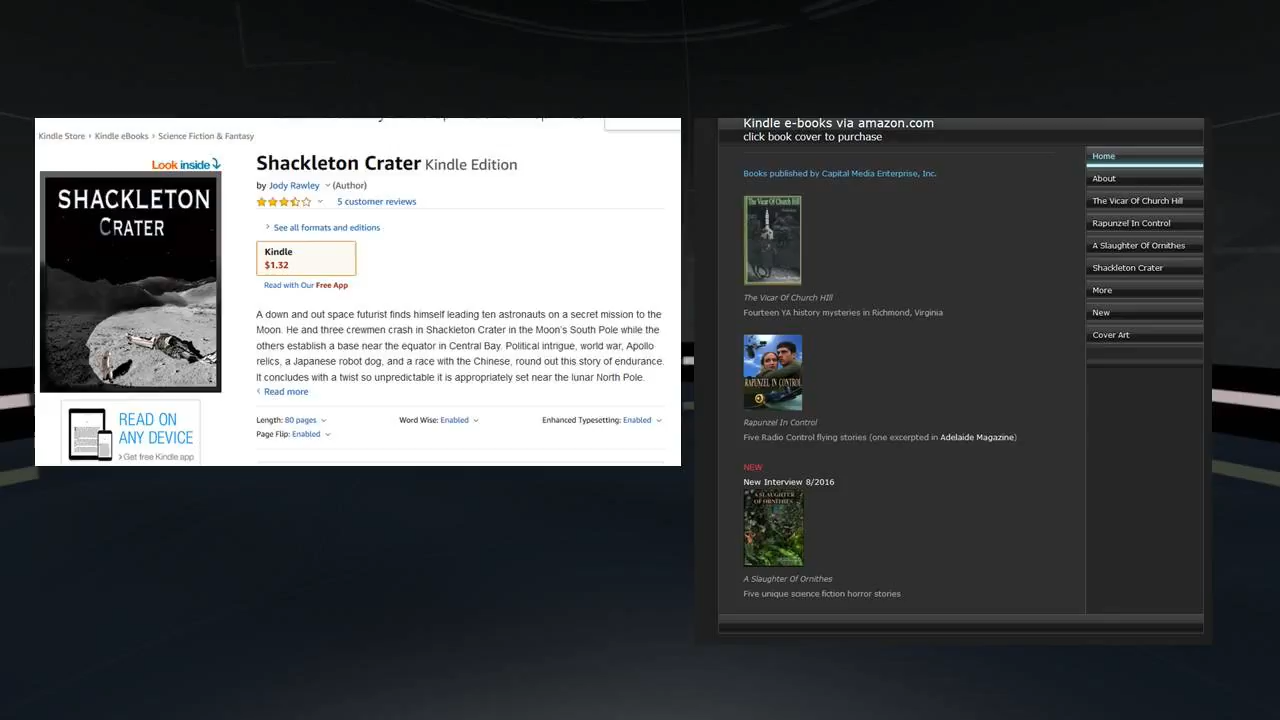 Kindle Store › Kindle eBooks › Science Fiction & Fantasy
Look inside
SHACKLETON
CRATER
READ ON
ANY DEVICE
› Get free Kindle app
Shackleton Crater Kindle Edition
by Jody Rawley (Author)
5 customer reviews
See all formats and editions
Kindle
$1.32
Read with Our Free App
A down and out space futurist finds himself leading ten astronauts on a secret mission to the
Moon. He and three crewmen crash in Shackleton Crater in the Moon's South Pole while the
others establish a base near the equator in Central Bay. Political intrigue, world war, Apollo
relics, a Japanese robot dog, and a race with the Chinese, round out this story of endurance.
It concludes with a twist so unpredictable it is appropriately set near the lunar North Pole.
Read more
Length: 80 pages Word Wise: Enabled Enhanced Typesetting: Enabled
Page Flip: Enabled
Kindle e-books via amazon.com
click book cover to purchase
Books published by Capital Media Enterprise, Inc.
The Vicar Of Church Hill
The Vicar Of Church HIll
Fourteen YA history mysteries in Richmond, Virginia
RAPUNZEL IN CONTROL
Rapunzel In Control
Five Radio Control flying stories (one excerpted in Adelaide Magazine)
NEW
New Interview 8/2016
A SLAUGHTER
OF ORNITHES
A Slaughter Of Ornithes
Five unique science fiction horror stories
Home
About
The Vicar Of Church Hill
Rapunzel In Control
A Slaughter Of Ornithes
Shackleton Crater
More
New
Cover Art